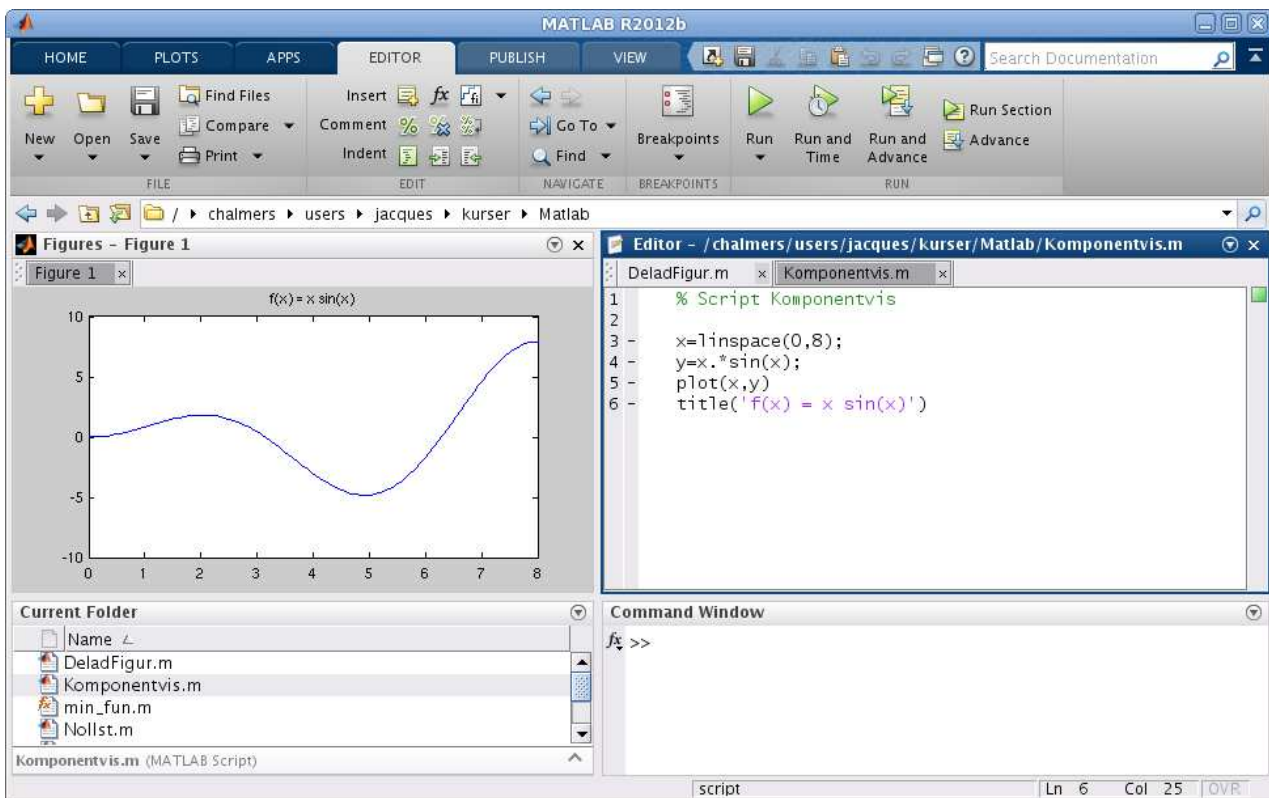 MATLAB R2012b
HOME PLOTS APPS EDITOR PUBLISH VIEW Search Documentation
New Open Save
Find Files
Compare
Print
FILE
Insert fx
Comment
Indent
EDIT
Go To
Find
NAVIGATE
Breakpoints
BREAKPOINTS
Run
Run and Time
Run and Advance
Run Section
Advance
RUN
/ chalmers users jacques kurser Matlab
Figures - Figure 1
Figure 1
f(x) = x sin(x)
10
5
0
-5
-10
0 1 2 3 4 5 6 7 8
Editor - /chalmers/users/jacques/kurser/Matlab/Komponentvis.m
DeladFigur.m Komponentvis.m
1 % Script Komponentvis
2
3 - x=linspace(0,8);
4 - y=x.*sin(x);
5 - plot(x,y)
6 - title('f(x) = x sin(x)')
Current Folder
Name
DeladFigur.m
Komponentvis.m
min_fun.m
Nollst.m
Komponentvis.m (MATLAB Script)
Command Window
fx >>
script Ln 6 Col 25 OVR